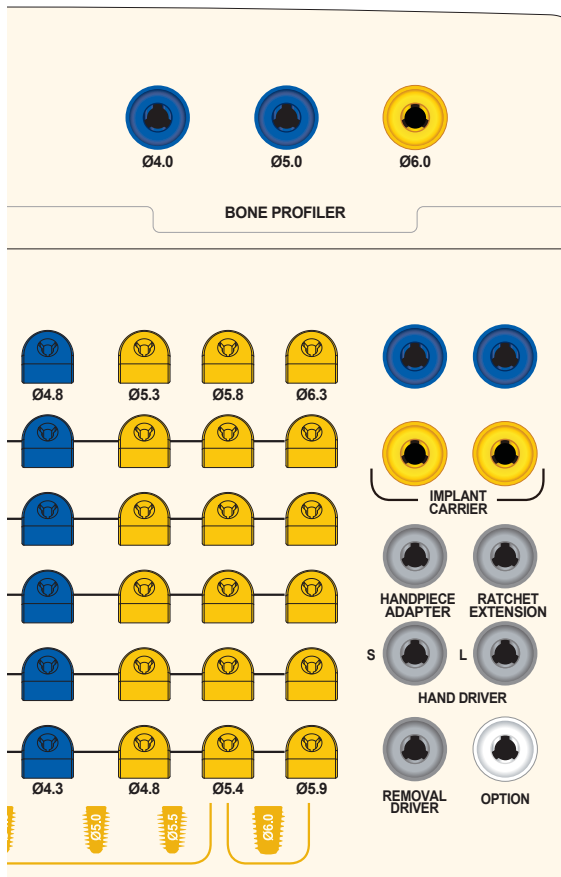 Ø4.0 Ø5.0 Ø6.0
BONE PROFILER
Ø4.8 Ø5.3 Ø5.8 Ø6.3
IMPLANT
CARRIER
HANDPIECE
ADAPTER
RATCHET
EXTENSION
S L
HAND DRIVER
Ø4.3 Ø4.8 Ø5.4 Ø5.9
REMOVAL
DRIVER
OPTION
Ø5.0 Ø5.5 Ø6.0